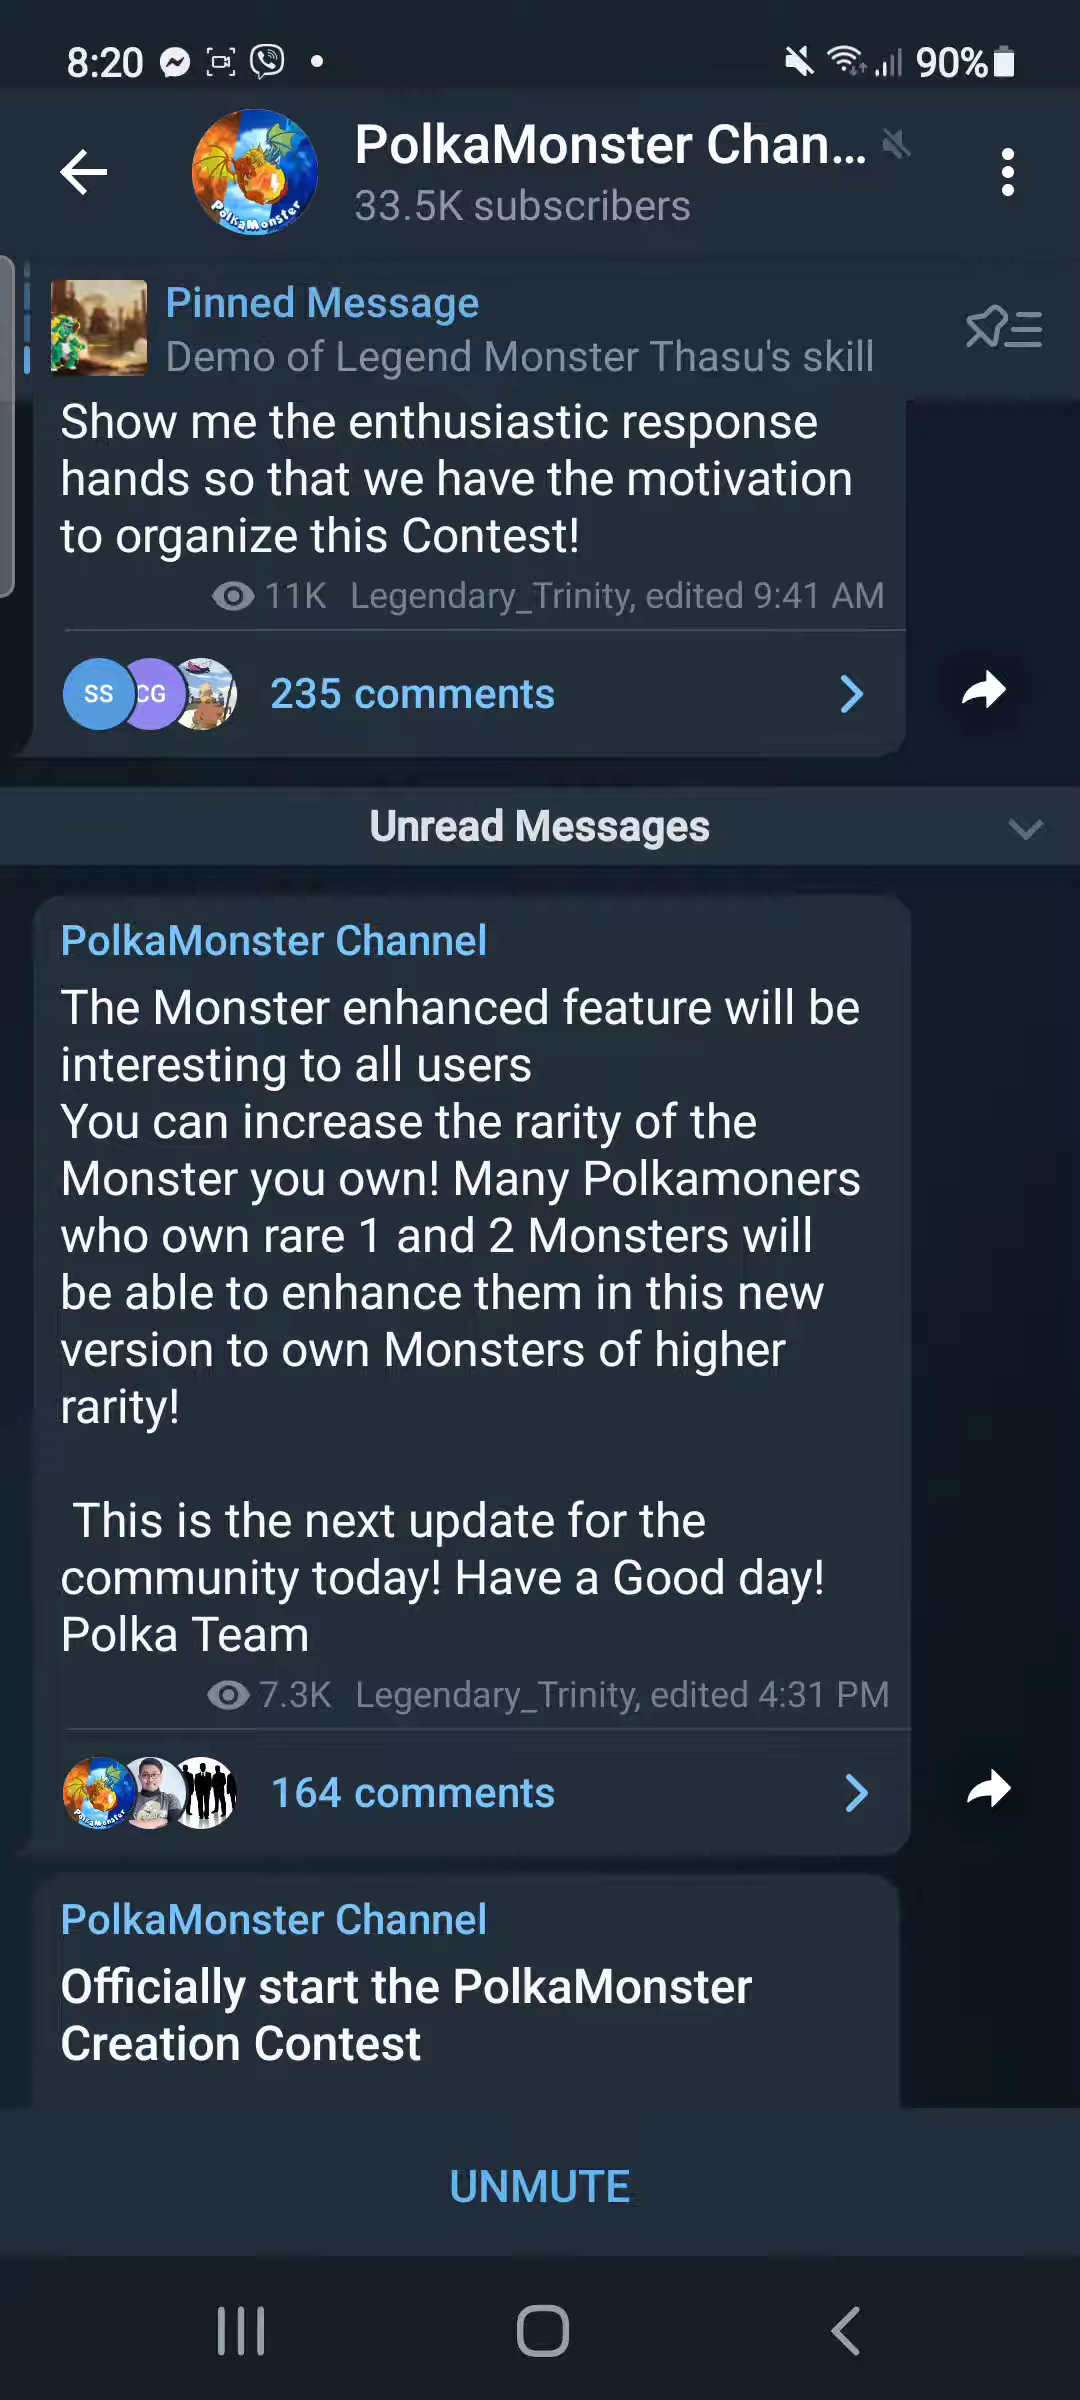 8:20
90%
PolkaMonster Chan...
33.5K subscribers
PolkaMonster
Pinned Message
Demo of Legend Monster Thasu's skill
Show me the enthusiastic response
hands so that we have the motivation
to organize this Contest!
11K Legendary_Trinity, edited 9:41 AM
SS CG 235 comments
Unread Messages
PolkaMonster Channel
The Monster enhanced feature will be
interesting to all users
You can increase the rarity of the
Monster you own! Many Polkamoners
who own rare 1 and 2 Monsters will
be able to enhance them in this new
version to own Monsters of higher
rarity!
This is the next update for the
community today! Have a Good day!
Polka Team
7.3K Legendary_Trinity, edited 4:31 PM
PolkaMonster
164 comments
PolkaMonster Channel
Officially start the PolkaMonster
Creation Contest
UNMUTE